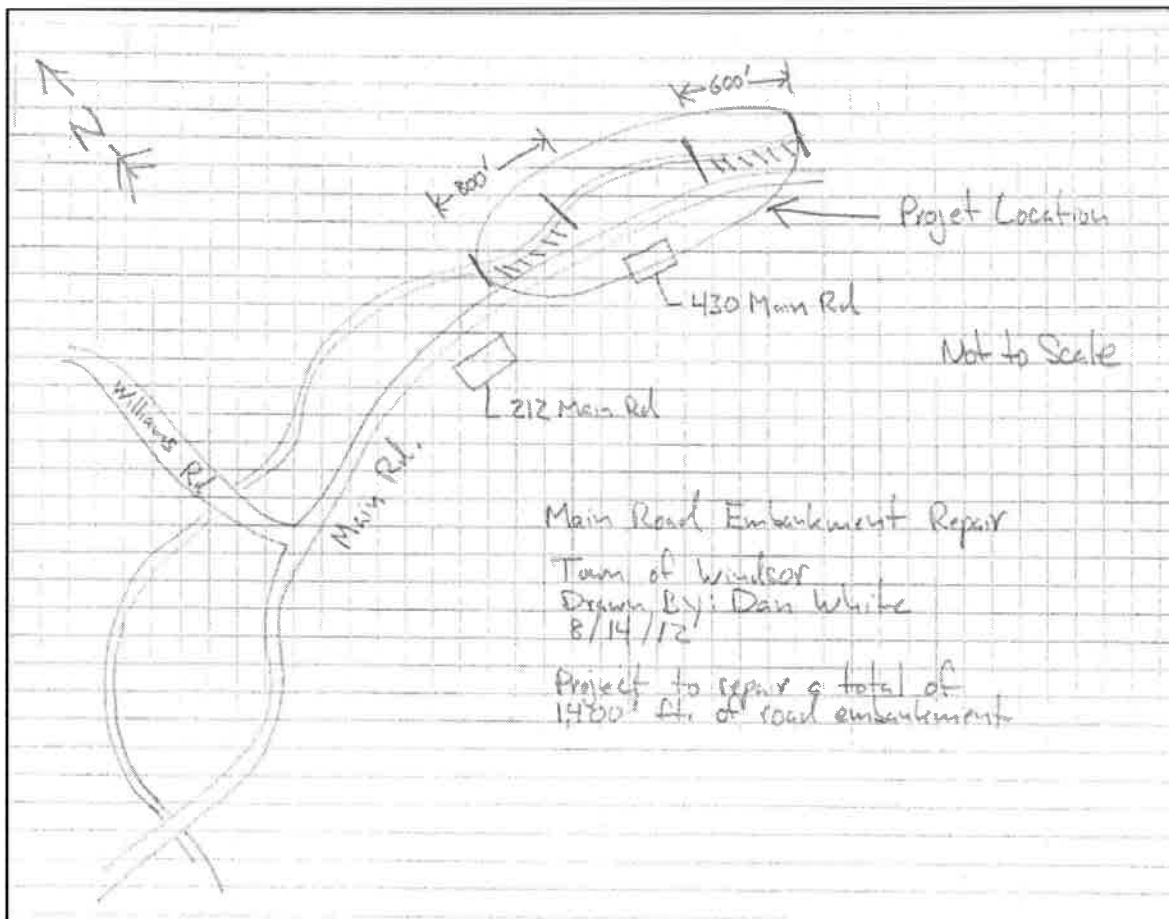 N
600'
800'
Projet Location
430 Main Rd
Not to Scale
212 Main Rd
Williams Rd
Main Rd.
Main Road Embankment Repair
Town of Windsor
Drawn By: Dan White
8/14/12
Project to repair a total of
1,400' ft. of road embankment